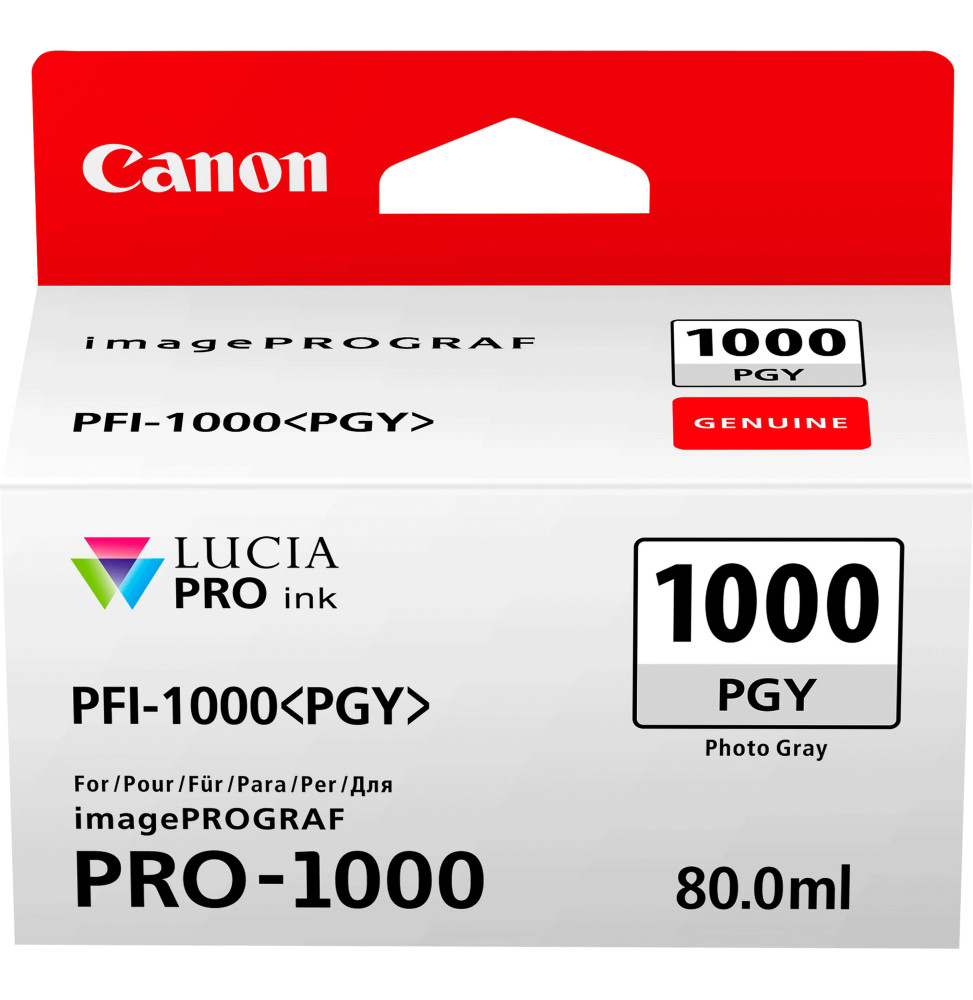 Canon
imagePROGRAF
1000
PGY
PFI-1000<PGY>
GENUINE
LUCIA
PRO ink
1000
PGY
Photo Gray
PFI-1000<PGY>
For/Pour/Für/Para/Per/Для
imagePROGRAF
PRO-1000
80.0ml